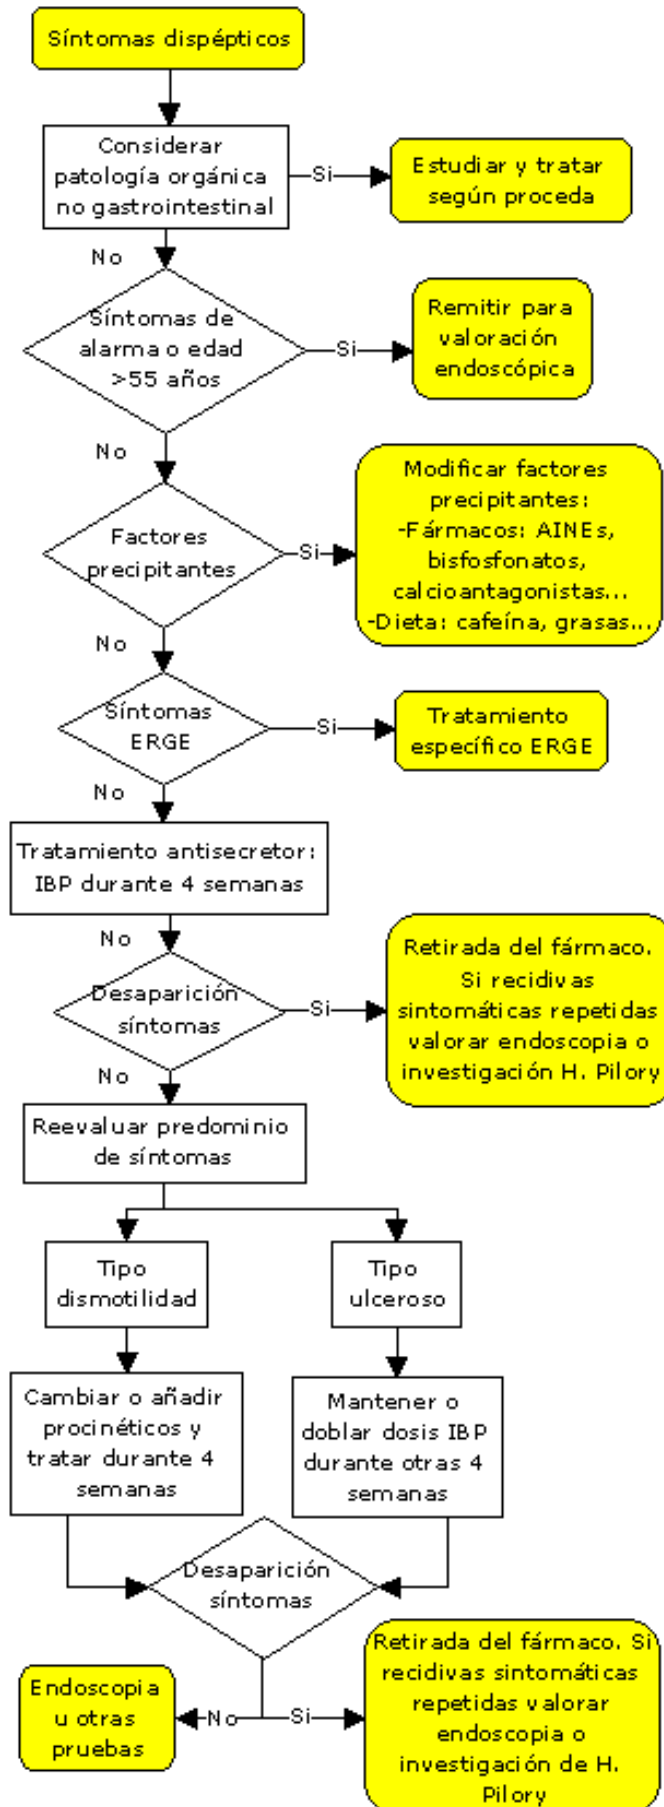 Síntomas dispépticos
Considerar
patología orgánica
no gastrointestinal
Si
Estudiar y tratar
según proceda
No
Síntomas de
alarma o edad
>55 años
Si
Remitir para
valoración
endoscópica
No
Factores
precipitantes
Si
Modificar factores
precipitantes:
-Fármacos: AINEs,
bisfosfonatos,
calcioantagonistas...
-Dieta: cafeína, grasas...
No
Síntomas
ERGE
Si
Tratamiento
específico ERGE
No
Tratamiento antisecretor:
IBP durante 4 semanas
No
Desaparición
síntomas
Si
Retirada del fármaco.
Si recidivas
sintomáticas repetidas
valorar endoscopia o
investigación H. Pilory
No
Reevaluar predominio
de síntomas
Tipo
dismotilidad
Tipo
ulceroso
Cambiar o añadir
procinéticos y
tratar durante 4
semanas
Mantener o
doblar dosis IBP
durante otras 4
semanas
Desaparición
síntomas
No
Endoscopia
u otras
pruebas
Si
Retirada del fármaco. Si
recidivas sintomáticas
repetidas valorar
endoscopia o
investigación de H.
Pilory